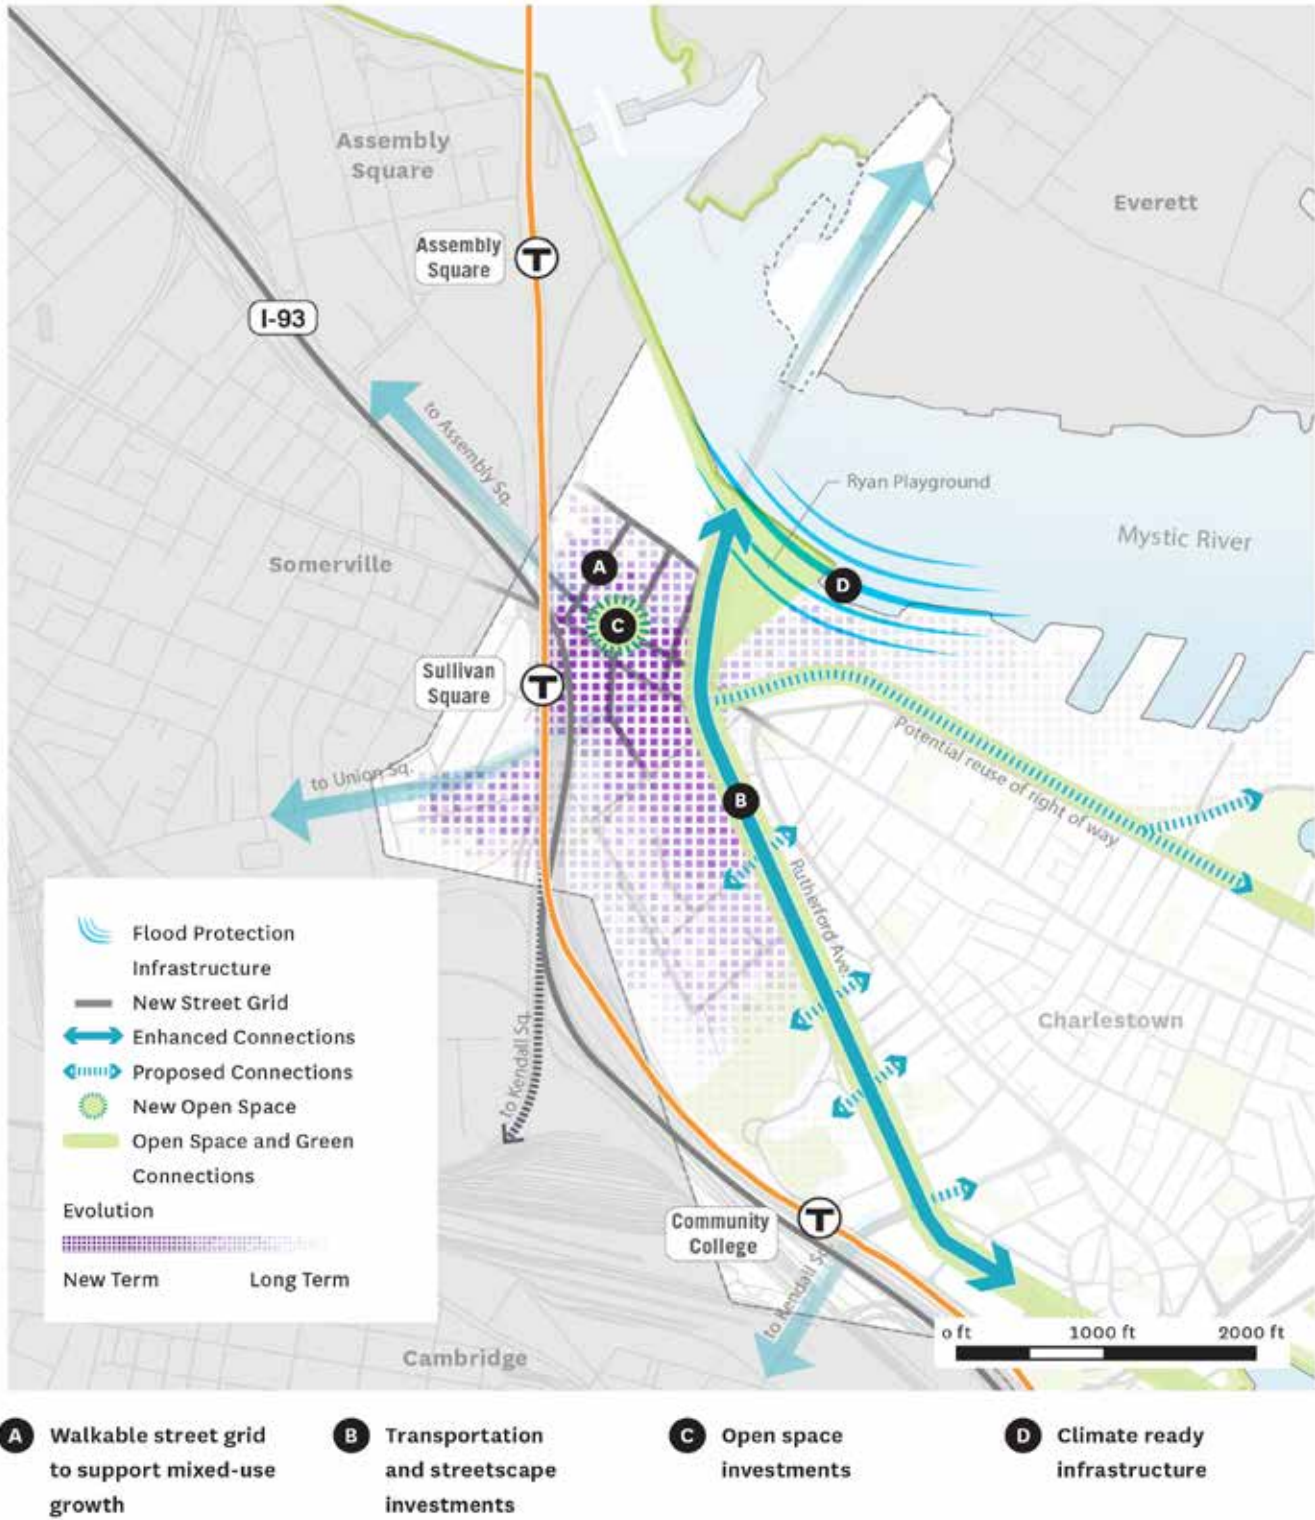 Assembly
Square
Everett
Assembly
Square
T
I-93
to Assembly Sq.
Ryan Playground
Mystic River
Somerville
A
D
C
Sullivan
Square
T
to Union Sq.
Potential reuse of right of way
B
Rutherford Ave.
Flood Protection
Infrastructure
New Street Grid
Enhanced Connections
Proposed Connections
New Open Space
Open Space and Green
Connections
Evolution
New Term Long Term
to Kendall Sq.
Charlestown
Community
College
T
to Kendall Sq.
Cambridge
0 ft 1000 ft 2000 ft
A Walkable street grid
to support mixed-use
growth
B Transportation
and streetscape
investments
C Open space
investments
D Climate ready
infrastructure